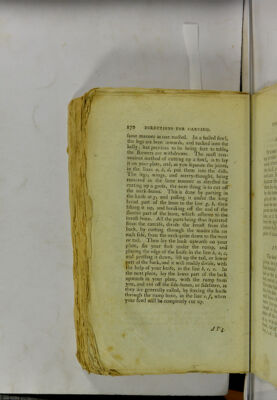 270 DIRECTIONS FOR CARVING.
same manner as one roasted. In a boiled fowl,
the legs are bent inwards, and tucked into the
belly; but previous to its being sent to table,
the skewers are withdrawn. The most con-
venient method of cutting up a fowl, is to lay
it on your plate, and, as you separate the joints,
in the lines a, b, d, put them into the dish.
The legs, wings, and merry-thought, being
removed in the same manner as directed for
cutting up a goose, the next thing is to cut off
the neck-bones. This is done by putting in
the knife at g, and passing it under the long
broad part of the bone in the line g, b, then
lifting it up, and breaking off the end of the
shorter part of the bone, which adheres to the
breast-bone. All the parts being thus separated
from the carcase, divide the breast from the
back, by cutting through the tender ribs on
each side, from the neck quite down to the vent
or tail. Then lay the back upwards on your
plate, fix your fork under the rump, and
placing the edge of the knife in the line b, e, c,
and pressing it down, lift up the tail, or lower
part of the back, and it will readily divide, with
the help of your knife, in the line b, e, c. In
the next place, lay the lower part of the back
upwards in your plate, with the rump from
you, and cut off the side-bones, or sidesmen, as
they are generally called, by forcing the knife
through the rump bone, in the line e, f, when
your fowl will be completely cut up.